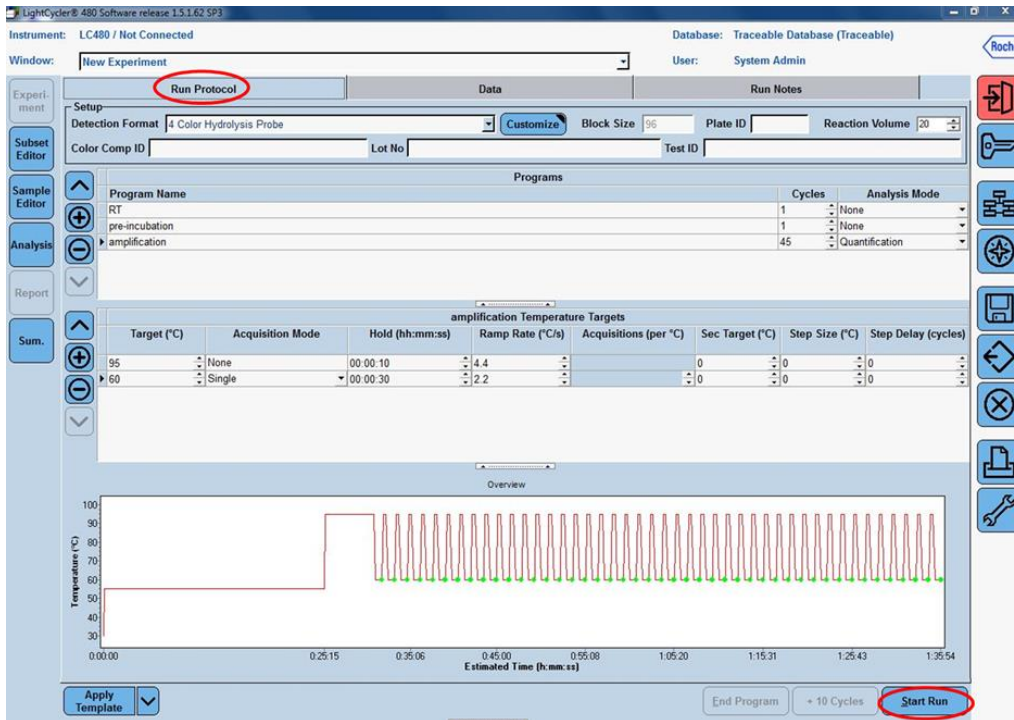 LightCycler® 480 Software release 1.5.1.62 SP3
Instrument: LC480 / Not Connected Database: Traceable Database (Traceable)
Window: New Experiment User: System Admin
Roch
Experi-
ment
Subset
Editor
Sample
Editor
Analysis
Report
Sum.
Run Protocol Data Run Notes
Setup
Detection Format 4 Color Hydrolysis Probe Customize Block Size 96 Plate ID Reaction Volume 20
Color Comp ID Lot No Test ID
Programs
Program Name Cycles Analysis Mode
RT 1 None
pre-incubation 1 None
amplification 45 Quantification
amplification Temperature Targets
Target (°C) Acquisition Mode Hold (hh:mm:ss) Ramp Rate (°C/s) Acquisitions (per °C) Sec Target (°C) Step Size (°C) Step Delay (cycles)
95 None 00:00:10 4.4 0 0 0
60 Single 00:00:30 2.2 0 0 0
Overview
Temperature (°C)
100
90
80
70
60
50
40
30
0:00:00 0:25:15 0:35:06 0:45:00 0:55:08 1:05:20 1:15:31 1:25:43 1:35:54
Estimated Time (h:mm:ss)
Apply
Template
End Program + 10 Cycles Start Run